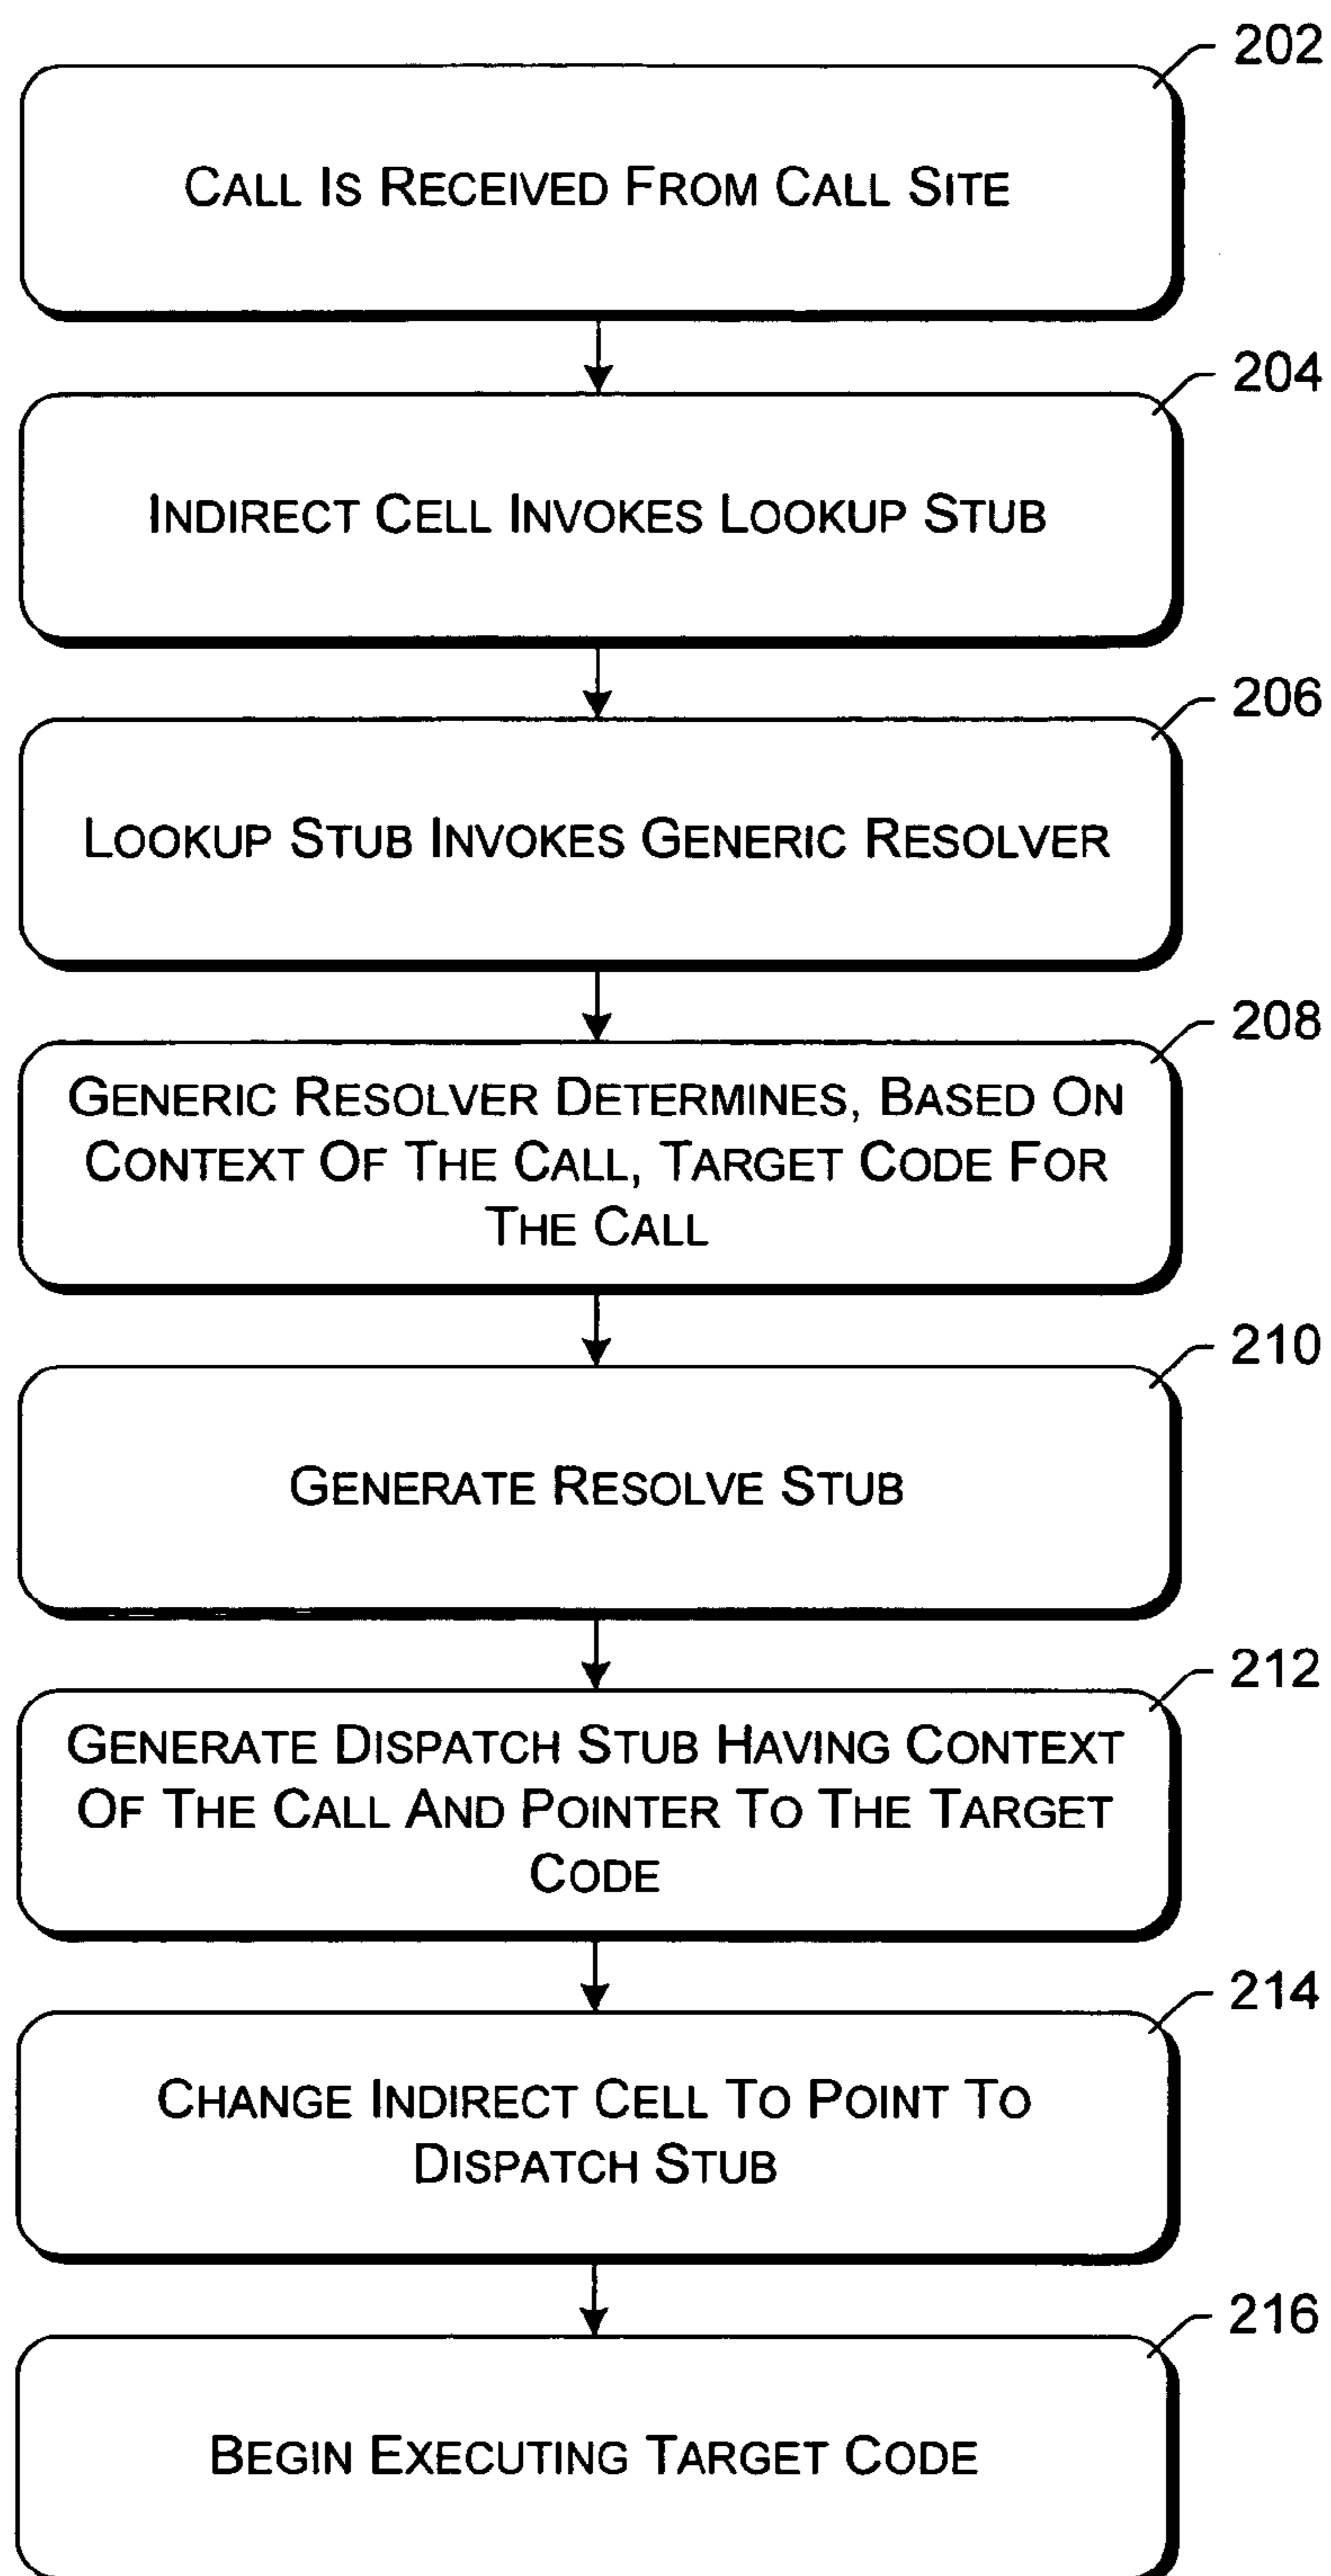 202
CALL IS RECEIVED FROM CALL SITE
204
INDIRECT CELL INVOKES LOOKUP STUB
206
LOOKUP STUB INVOKES GENERIC RESOLVER
208
GENERIC RESOLVER DETERMINES, BASED ON
CONTEXT OF THE CALL, TARGET CODE FOR
THE CALL
210
GENERATE RESOLVE STUB
212
GENERATE DISPATCH STUB HAVING CONTEXT
OF THE CALL AND POINTER TO THE TARGET
CODE
214
CHANGE INDIRECT CELL TO POINT TO
DISPATCH STUB
216
BEGIN EXECUTING TARGET CODE